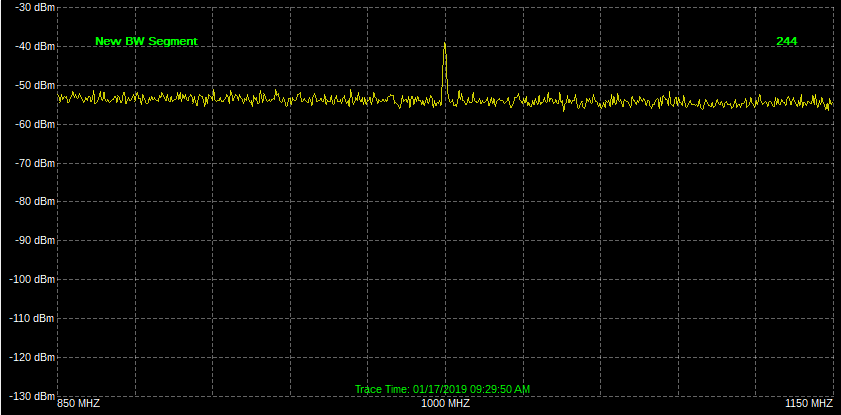 -30 dBm
New BW Segment 244
-40 dBm
-50 dBm
-60 dBm
-70 dBm
-80 dBm
-90 dBm
-100 dBm
-110 dBm
-120 dBm
Trace Time: 01/17/2019 09:29:50 AM
-130 dBm
850 MHZ 1000 MHZ 1150 MHZ